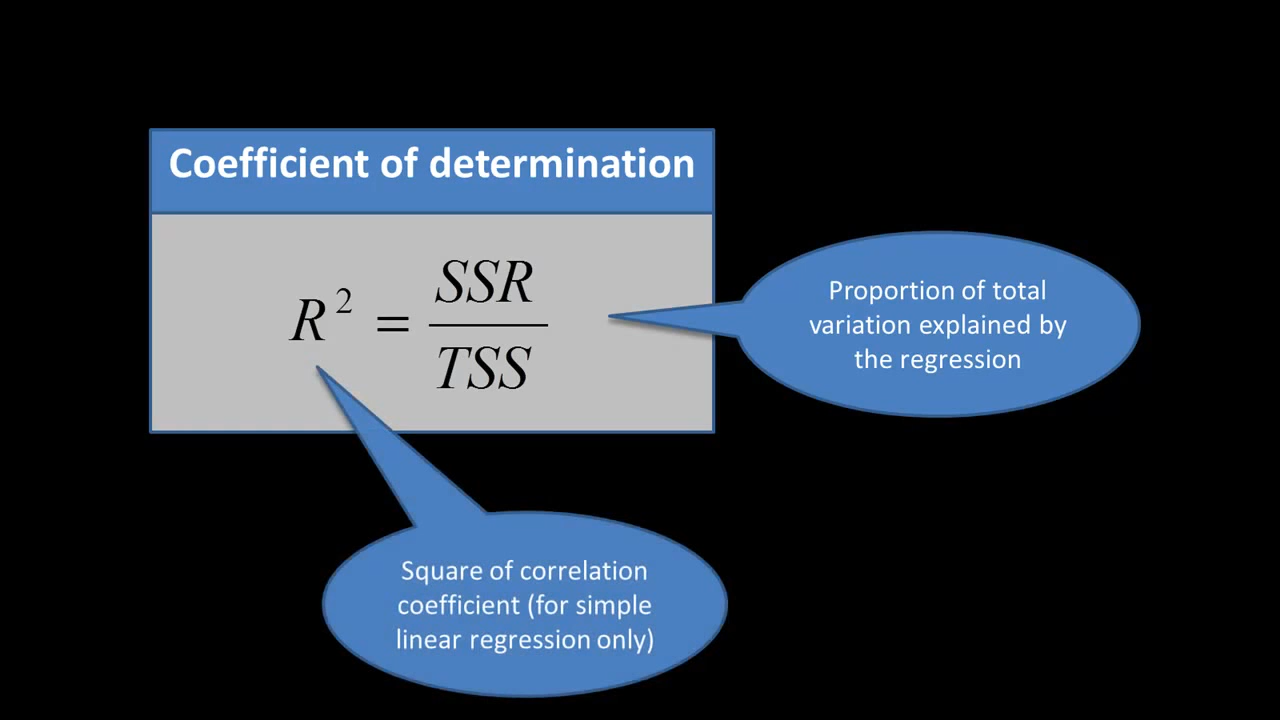 Coefficient of determination
R² = SSR / TSS
Proportion of total
variation explained by
the regression
Square of correlation
coefficient (for simple
linear regression only)